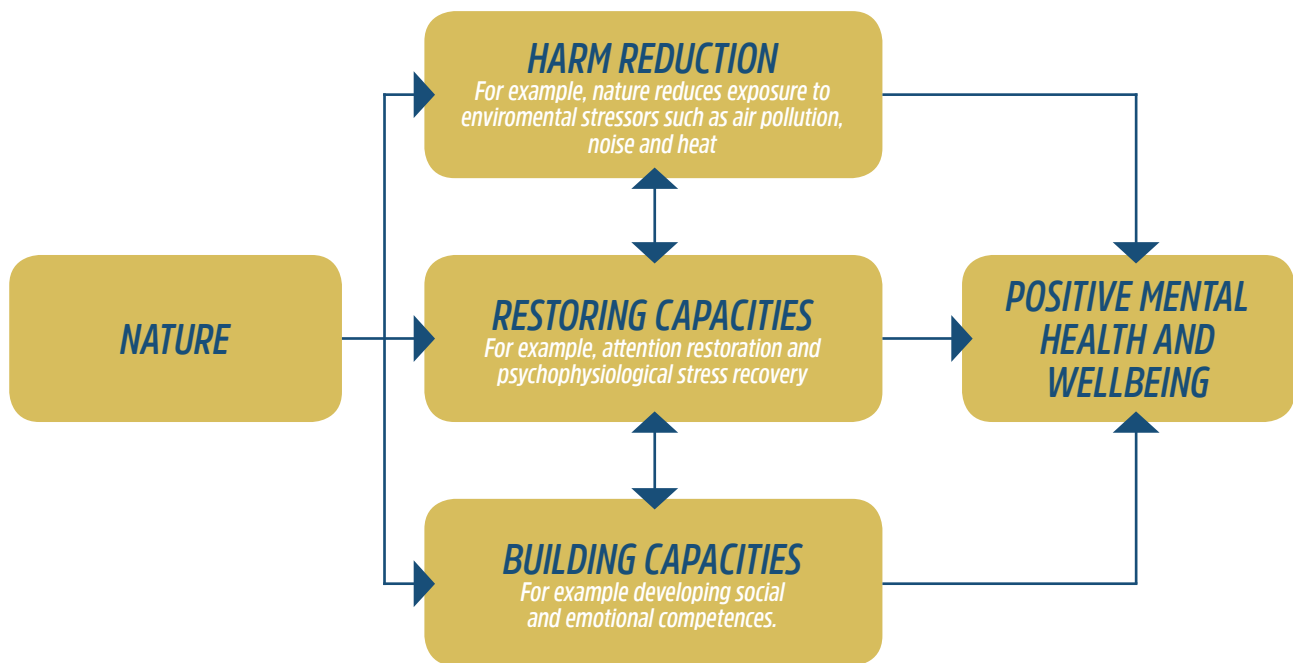 HARM REDUCTION
For example, nature reduces exposure to
enviromental stressors such as air pollution,
noise and heat
NATURE
RESTORING CAPACITIES
For example, attention restoration and
psychophysiological stress recovery
POSITIVE MENTAL
HEALTH AND
WELLBEING
BUILDING CAPACITIES
For example developing social
and emotional competences.